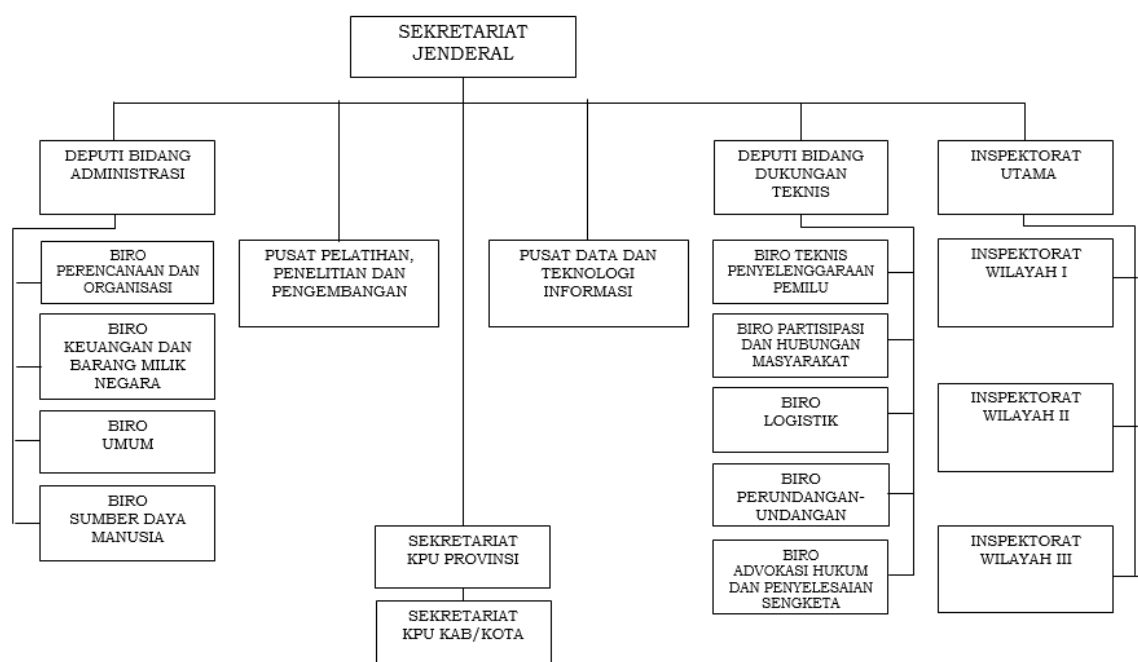 SEKRETARIAT
JENDERAL
DEPUTI BIDANG
ADMINISTRASI
DEPUTI BIDANG
DUKUNGAN
TEKNIS
INSPEKTORAT
UTAMA
BIRO
PERENCANAAN DAN
ORGANISASI
BIRO
KEUANGAN DAN
BARANG MILIK
NEGARA
BIRO
UMUM
BIRO
SUMBER DAYA
MANUSIA
PUSAT PELATIHAN,
PENELITIAN DAN
PENGEMBANGAN
PUSAT DATA DAN
TEKNOLOGI
INFORMASI
BIRO TEKNIS
PENYELENGGARAAN
PEMILU
BIRO PARTISIPASI
DAN HUBUNGAN
MASYARAKAT
BIRO
LOGISTIK
BIRO
PERUNDANGAN-
UNDANGAN
BIRO
ADVOKASI HUKUM
DAN PENYELESAIAN
SENGKETA
INSPEKTORAT
WILAYAH I
INSPEKTORAT
WILAYAH II
INSPEKTORAT
WILAYAH III
SEKRETARIAT
KPU PROVINSI
SEKRETARIAT
KPU KAB/KOTA